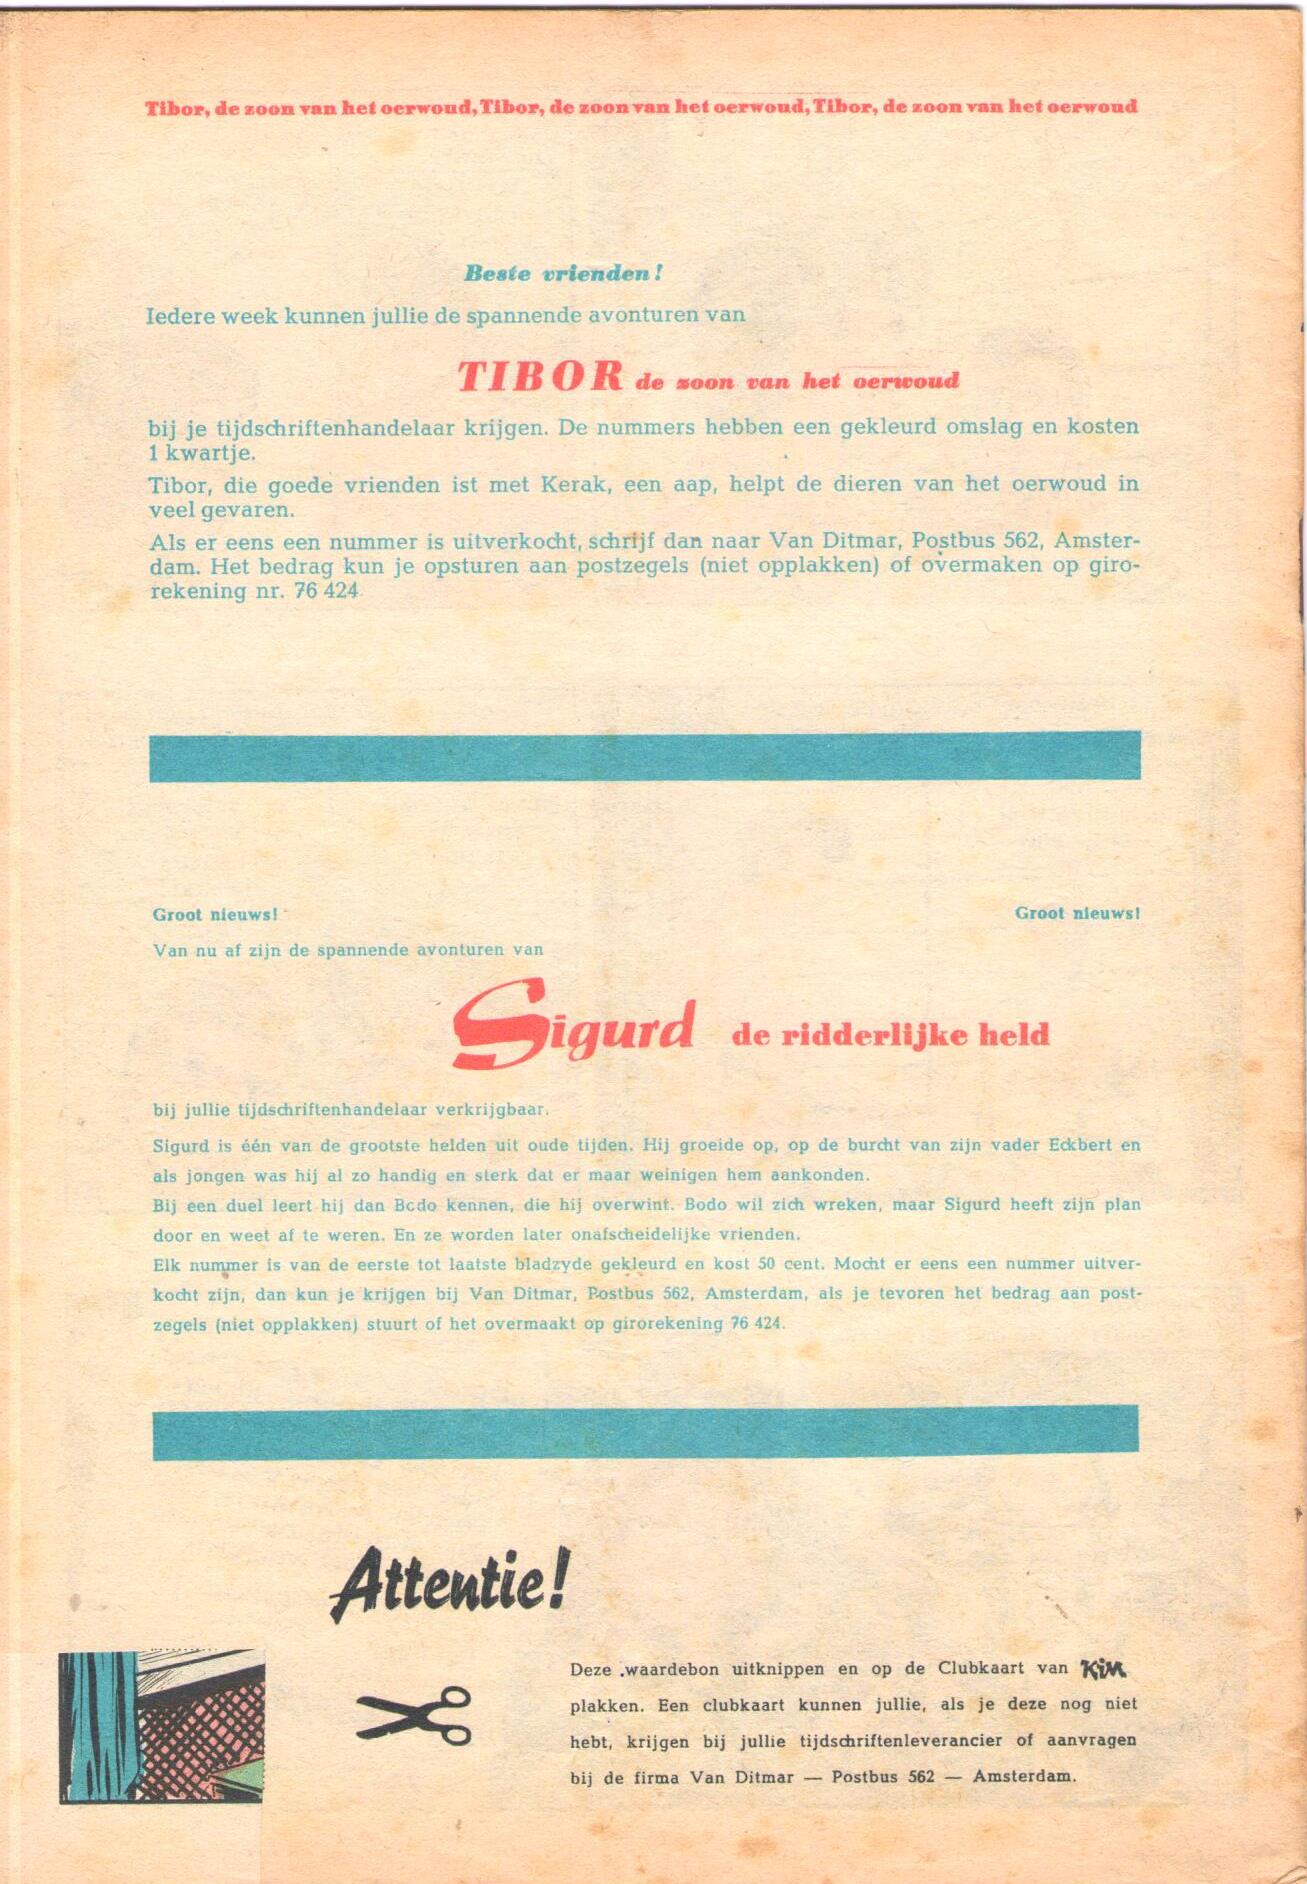 Tibor, de zoon van het oerwoud, Tibor, de zoon van het oerwoud, Tibor, de zoon van het oerwoud
Beste vrienden!
Iedere week kunnen jullie de spannende avonturen van
TIBOR de zoon van het oerwoud
bij je tijdschriftenhandelaar krijgen. De nummers hebben een gekleurd omslag en kosten
1 kwartje.
Tibor, die goede vrienden ist met Kerak, een aap, helpt de dieren van het oerwoud in
veel gevaren.
Als er eens een nummer is uitverkocht, schrijf dan naar Van Ditmar, Postbus 562, Amster-
dam. Het bedrag kun je opsturen aan postzegels (niet opplakken) of overmaken op giro-
rekening nr. 76 424
Groot nieuws! Groot nieuws!
Van nu af zijn de spannende avonturen van
Sigurd de ridderlijke held
bij jullie tijdschriftenhandelaar verkrijgbaar.
Sigurd is één van de grootste helden uit oude tijden. Hij groeide op, op de burcht van zijn vader Eckbert en
als jongen was hij al zo handig en sterk dat er maar weinigen hem aankonden.
Bij een duel leert hij dan Bodo kennen, die hij overwint. Bodo wil zich wreken, maar Sigurd heeft zijn plan
door en weet af te weren. En ze worden later onafscheidelijke vrienden.
Elk nummer is van de eerste tot laatste bladzyde gekleurd en kost 50 cent. Mocht er eens een nummer uitver-
kocht zijn, dan kun je krijgen bij Van Ditmar, Postbus 562, Amsterdam, als je tevoren het bedrag aan post-
zegels (niet opplakken) stuurt of het overmaakt op girorekening 76 424.
Attentie!
Deze waardebon uitknippen en op de Clubkaart van KiM
plakken. Een clubkaart kunnen jullie, als je deze nog niet
hebt, krijgen bij jullie tijdschriftenleverancier of aanvragen
bij de firma Van Ditmar — Postbus 562 — Amsterdam.